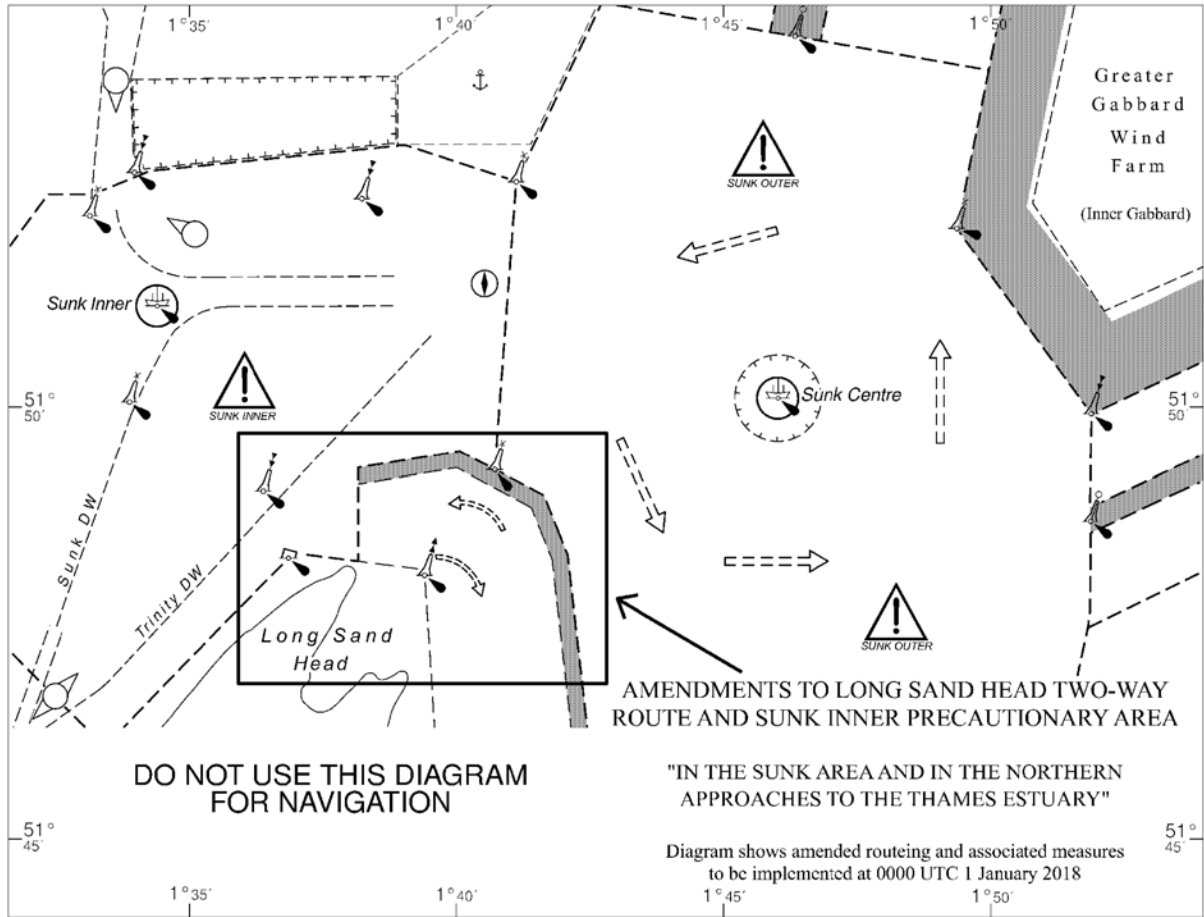 1° 35´
1° 40´
1° 45´
1° 50´
Greater
Gabbard
Wind
Farm
(Inner Gabbard)
SUNK OUTER
Sunk Inner
Sunk Centre
51°
50´
51°
50´
SUNK INNER
Sunk DW
Trinity DW
Long Sand
Head
SUNK OUTER
AMENDMENTS TO LONG SAND HEAD TWO-WAY
ROUTE AND SUNK INNER PRECAUTIONARY AREA
DO NOT USE THIS DIAGRAM
FOR NAVIGATION
"IN THE SUNK AREA AND IN THE NORTHERN
APPROACHES TO THE THAMES ESTUARY"
51°
45´
51°
45´
Diagram shows amended routeing and associated measures
to be implemented at 0000 UTC 1 January 2018
1° 35´
1° 40´
1° 45´
1° 50´